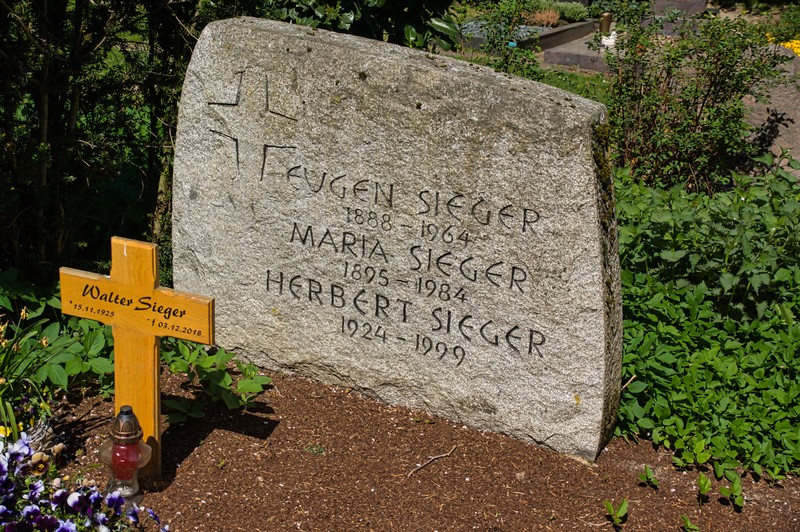 EUGEN SIEGER
1888 – 1964
MARIA SIEGER
1895 – 1984
HERBERT SIEGER
1924 – 1999
Walter Sieger
*15.11.1925 †03.12.2018